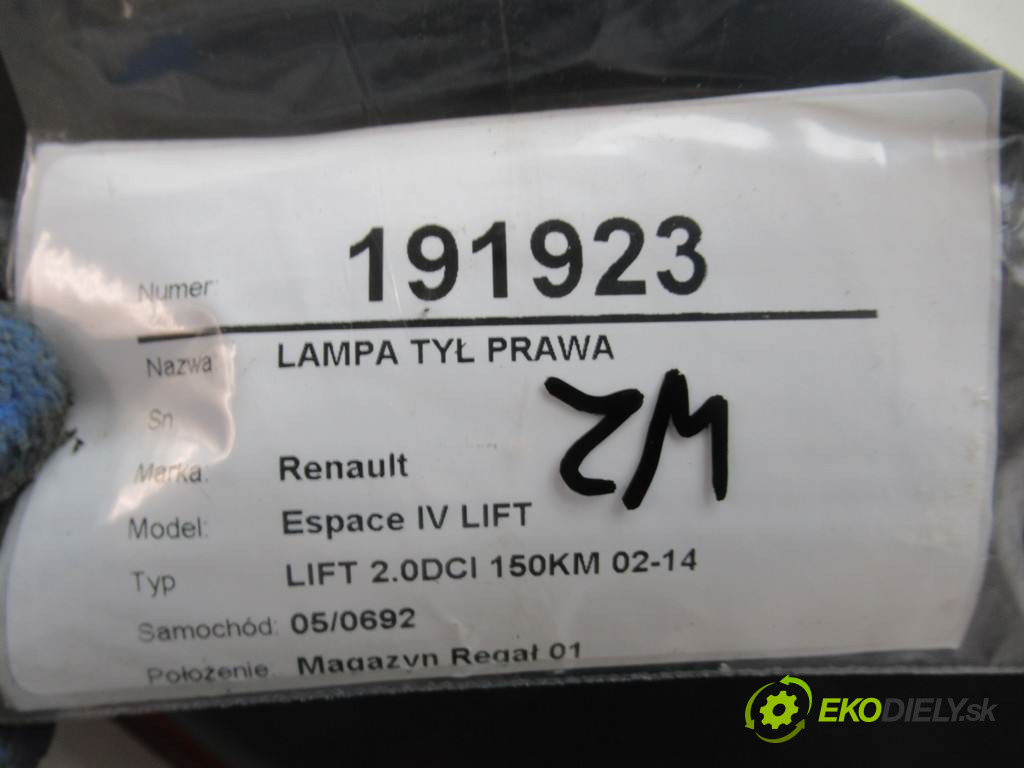 Numer: 191923
Nazwa LAMPA TYŁ PRAWA
Sn
Marka: Renault
Model: Espace IV LIFT
Typ LIFT 2.0DCI 150KM 02-14
Samochód: 05/0692
Położenie Magazyn Regał 01
ZM
EKODIELY.sk